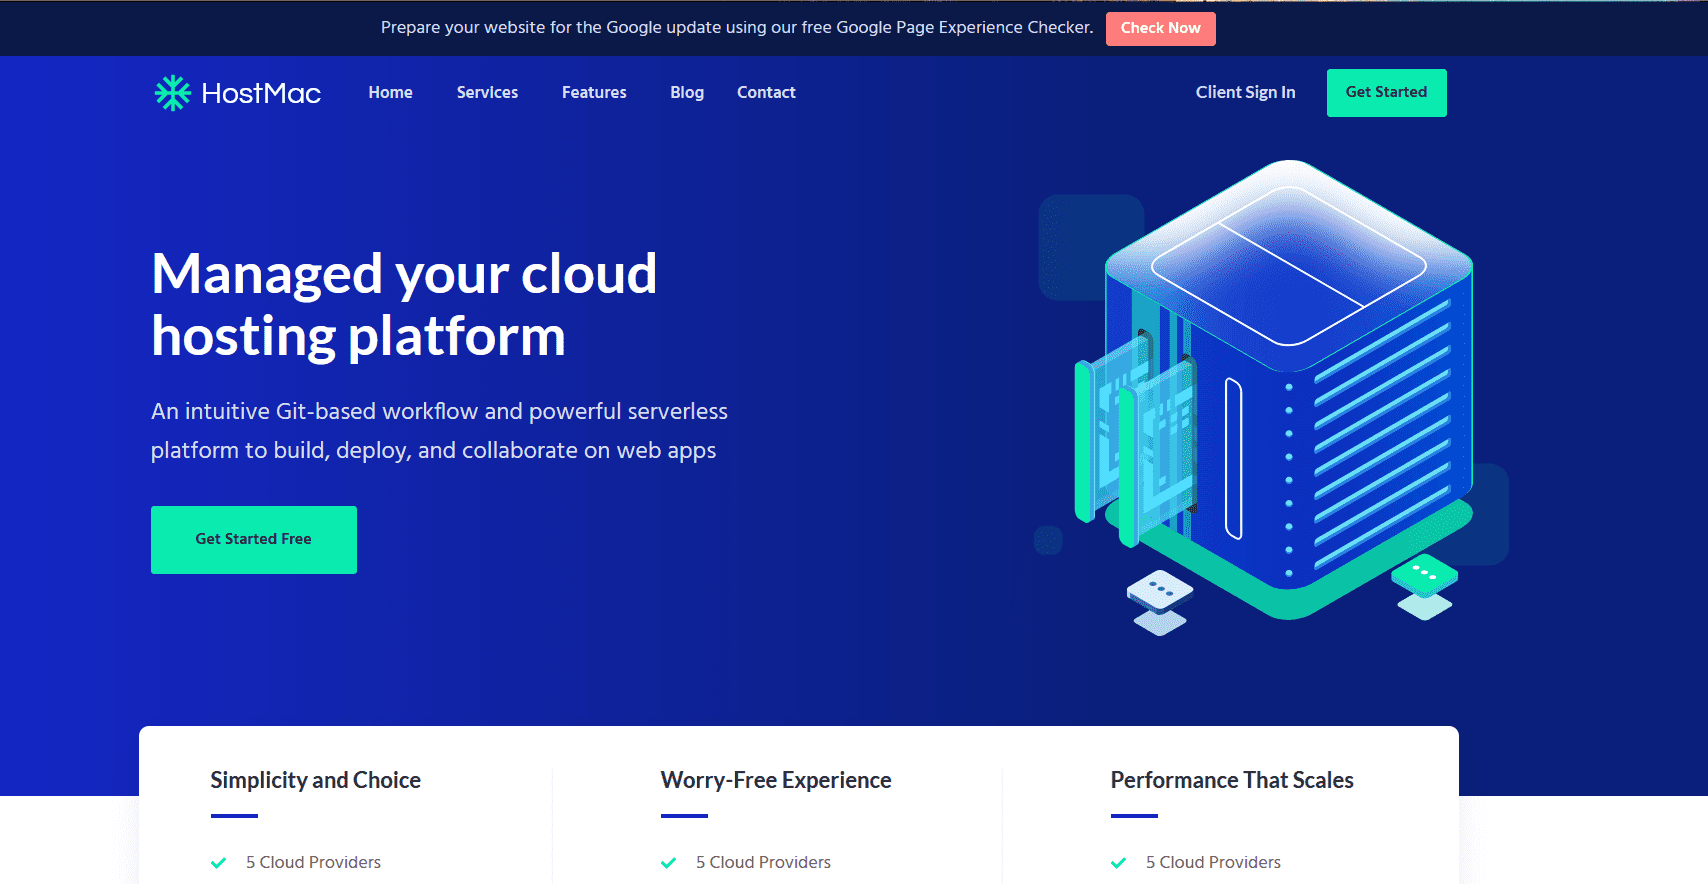 Prepare your website for the Google update using our free Google Page Experience Checker. Check Now
HostMac Home Services Features Blog Contact Client Sign In Get Started
Managed your cloud
hosting platform
An intuitive Git-based workflow and powerful serverless
platform to build, deploy, and collaborate on web apps
Get Started Free
Simplicity and Choice
Worry-Free Experience
Performance That Scales
5 Cloud Providers
5 Cloud Providers
5 Cloud Providers